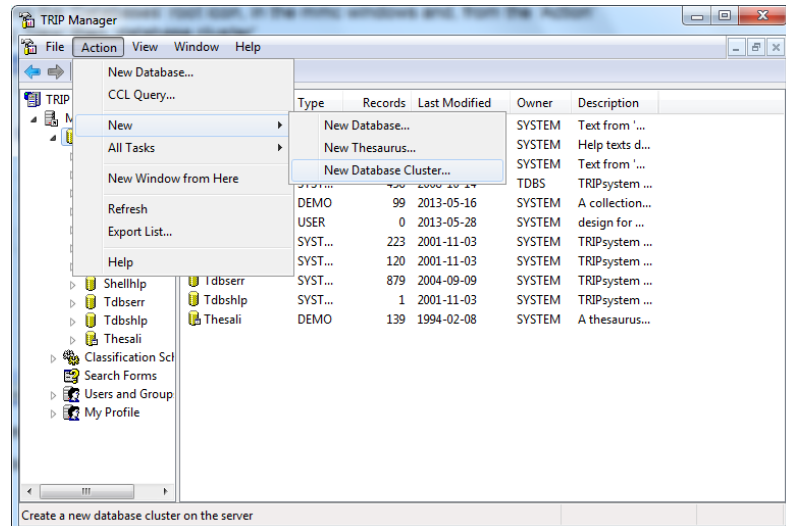 TRIP Manager
File Action View Window Help
New Database...
CCL Query...
New
All Tasks
New Window from Here
Refresh
Export List...
Help
New Database...
New Thesaurus...
New Database Cluster...
TRIP
Type Records Last Modified Owner Description
SYSTEM Text from '...
SYSTEM Help texts d...
SYSTEM Text from '...
TDBS TRIPsystem ...
DEMO 99 2013-05-16 SYSTEM A collection...
USER 0 2013-05-28 SYSTEM design for ...
SYST... 223 2001-11-03 SYSTEM TRIPsystem ...
SYST... 120 2001-11-03 SYSTEM TRIPsystem ...
Shellhlp Tdbserr SYST... 879 2004-09-09 SYSTEM TRIPsystem ...
Tdbserr Tdbshlp SYST... 1 2001-11-03 SYSTEM TRIPsystem ...
Tdbshlp Thesali DEMO 139 1994-02-08 SYSTEM A thesaurus...
Thesali
Classification Sch
Search Forms
Users and Group
My Profile
Create a new database cluster on the server